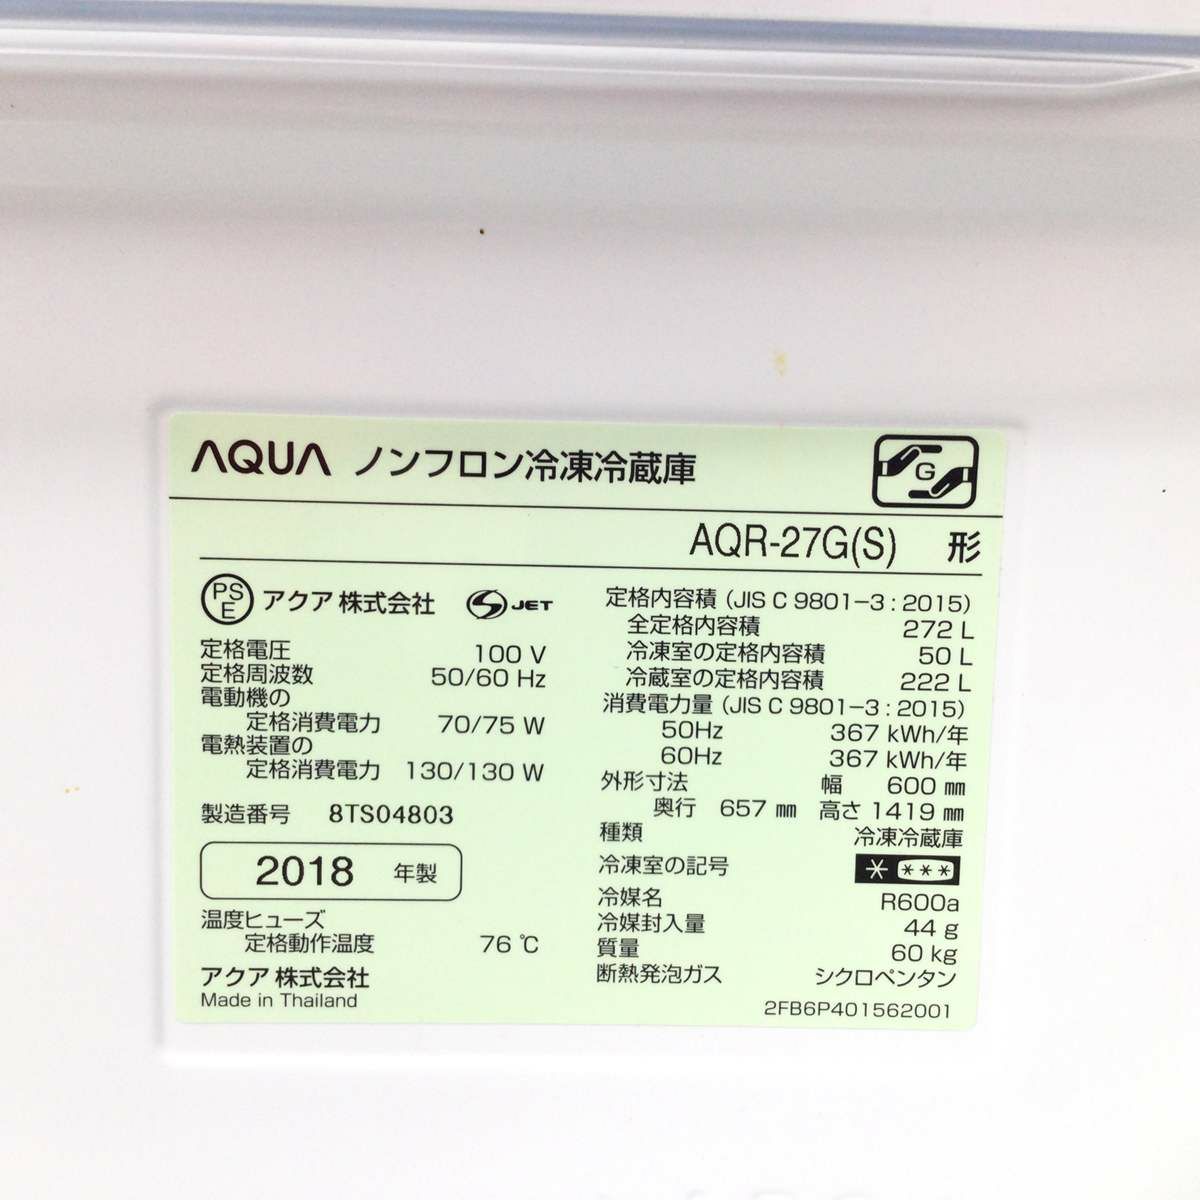 AQUA ノンフロン冷凍冷蔵庫
G
AQR-27G(S) 形
PS E アクア 株式会社 S JET
定格電圧 100 V
定格周波数 50/60 Hz
電動機の
定格消費電力 70/75 W
電熱装置の
定格消費電力 130/130 W
製造番号 8TS04803
2018 年製
温度ヒューズ
定格動作温度 76 ℃
アクア 株式会社
Made in Thailand
定格内容積 (JIS C 9801-3 : 2015)
全定格内容積 272 L
冷凍室の定格内容積 50 L
冷蔵室の定格内容積 222 L
消費電力量 (JIS C 9801-3 : 2015)
50Hz 367 kWh/年
60Hz 367 kWh/年
外形寸法 幅 600 ㎜
奥行 657 ㎜ 高さ 1419 ㎜
種類 冷凍冷蔵庫
冷凍室の記号 * ***
冷媒名 R600a
冷媒封入量 44 g
質量 60 kg
断熱発泡ガス シクロペンタン
2FB6P401562001